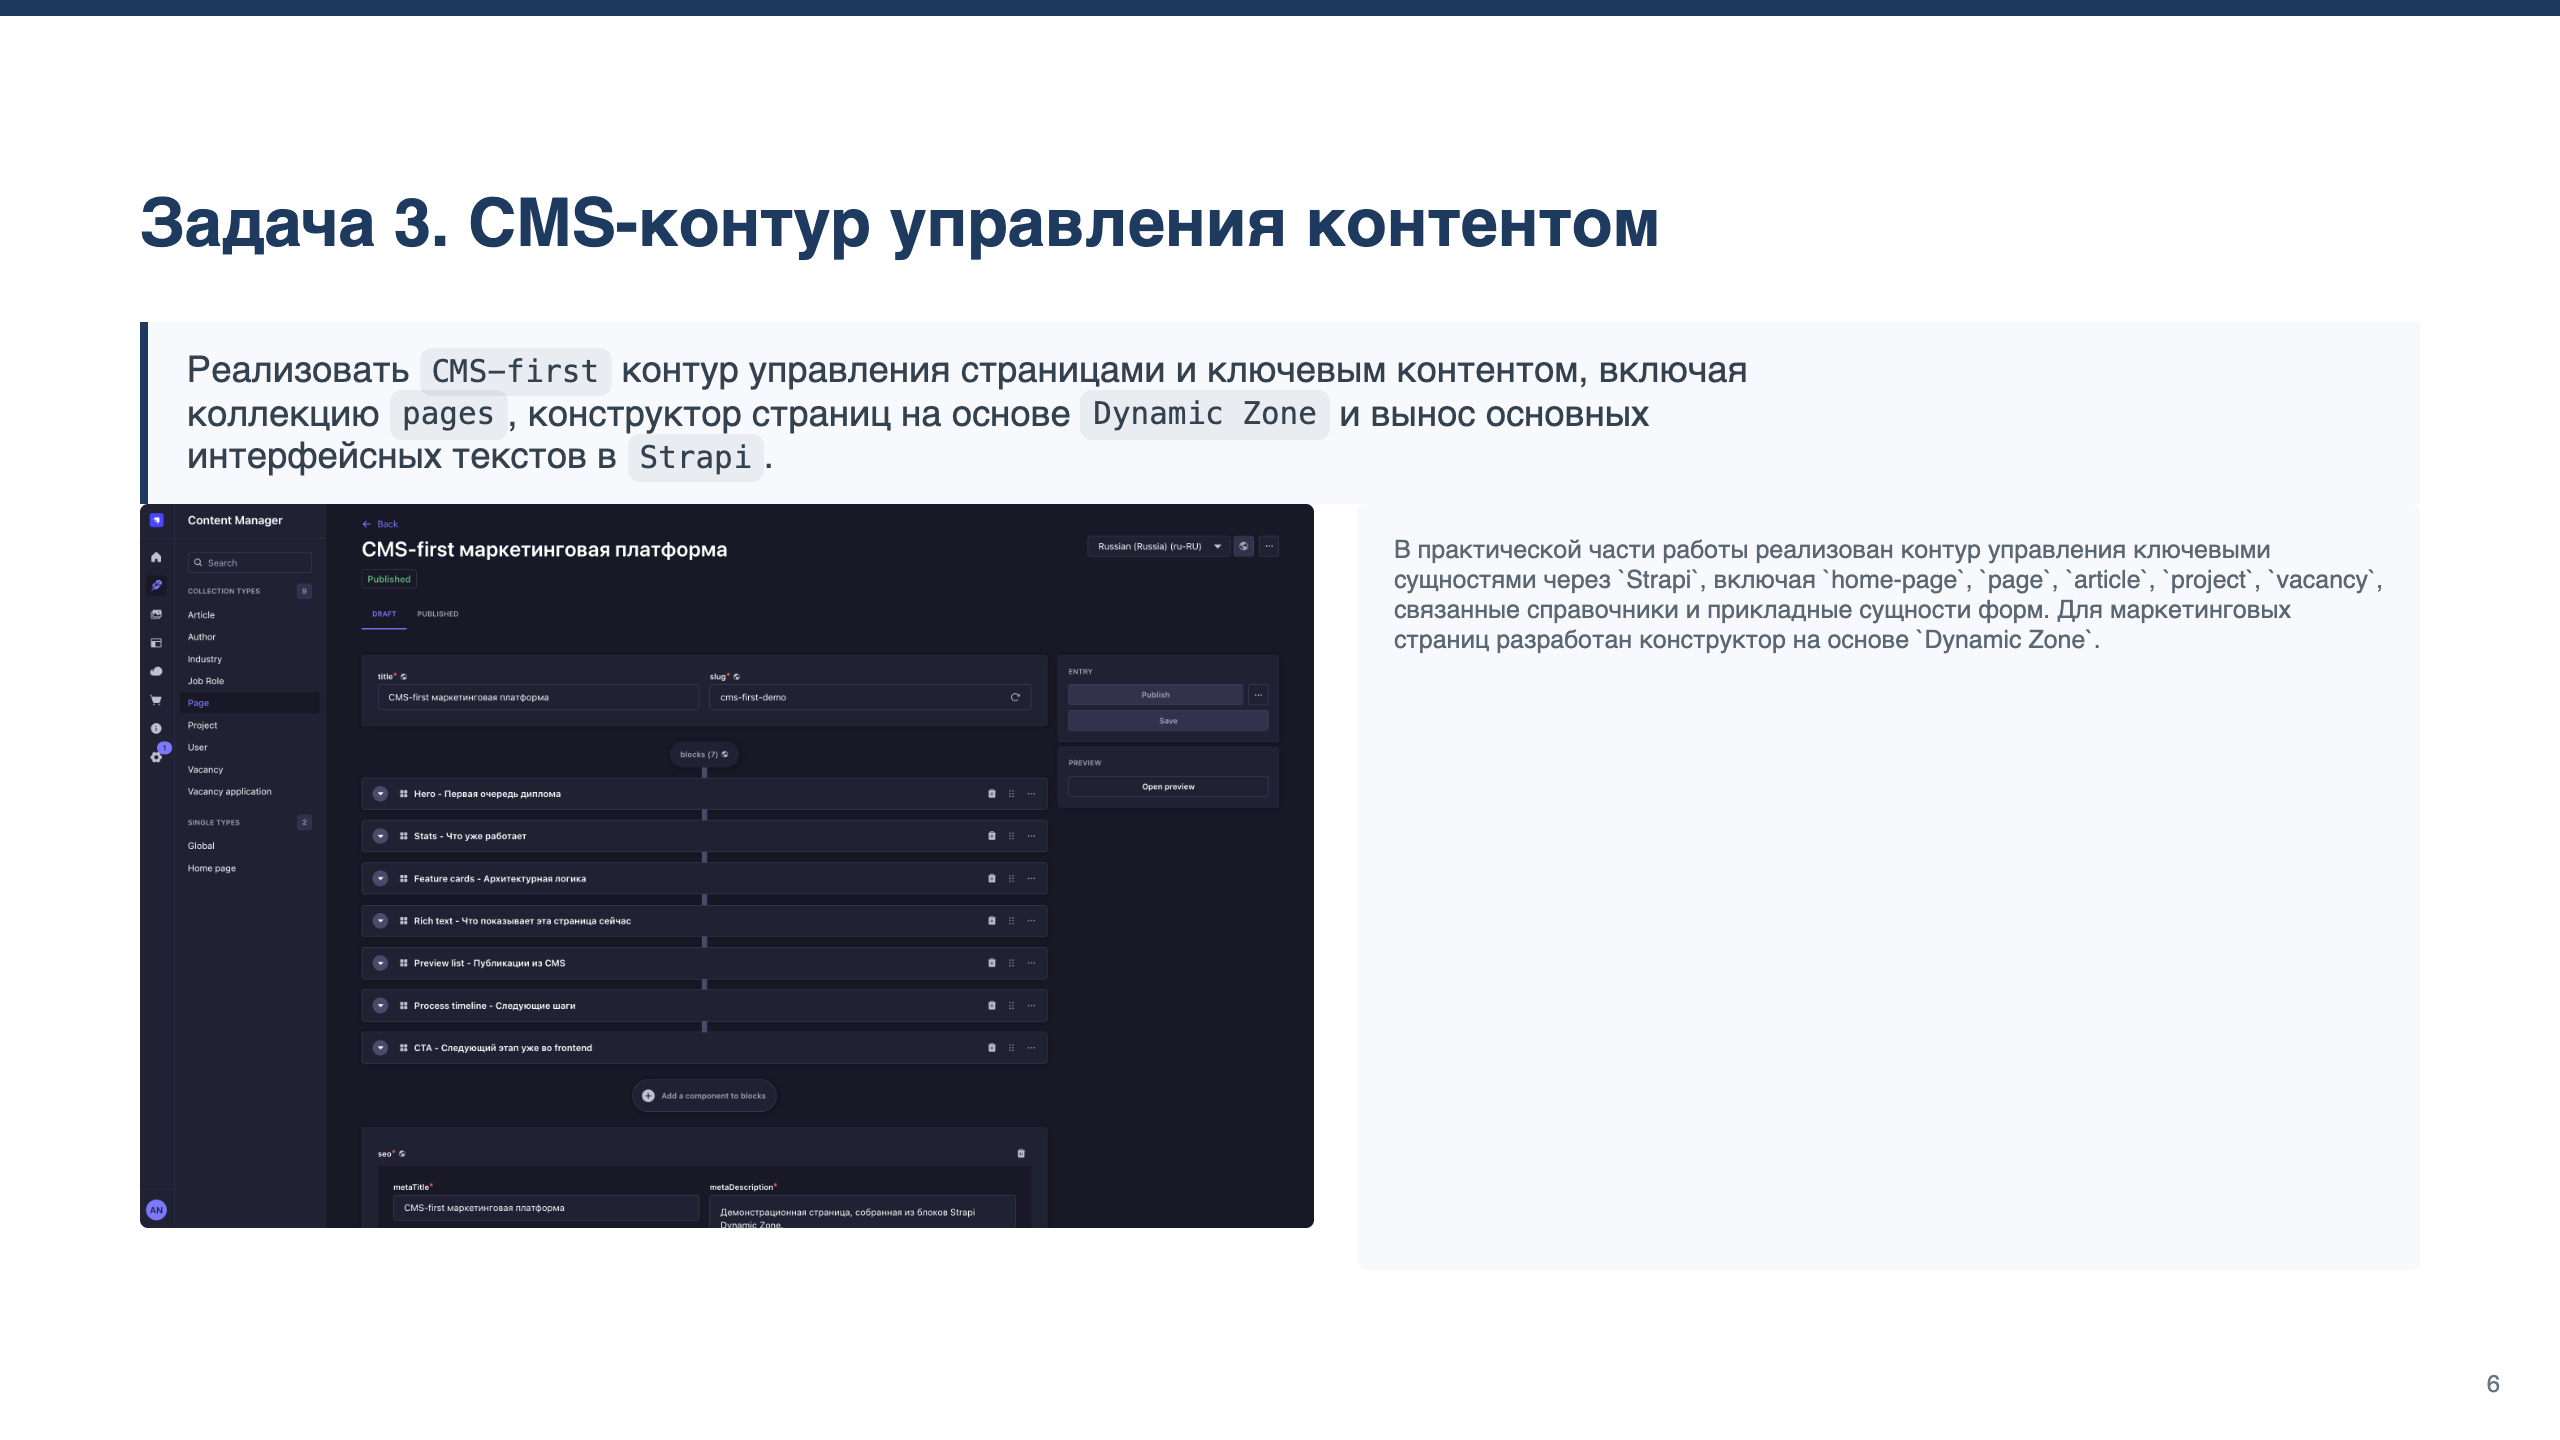 Задача 3. CMS-контур управления контентом
Реализовать CMS-first контур управления страницами и ключевым контентом, включая
коллекцию pages, конструктор страниц на основе Dynamic Zone и вынос основных
интерфейсных текстов в Strapi.
Content Manager
Search
COLLECTION TYPES 9
Article
Author
Industry
Job Role
Page
Project
User
Vacancy
Vacancy application
SINGLE TYPES 2
Global
Home page
1
AN
Back
CMS-first маркетинговая платформа
Russian (Russia) (ru-RU)
Published
DRAFT PUBLISHED
title* slug*
CMS-first маркетинговая платформа cms-first-demo
blocks (7)
Hero - Первая очередь диплома
Stats - Что уже работает
Feature cards - Архитектурная логика
Rich text - Что показывает эта страница сейчас
Preview list - Публикации из CMS
Process timeline - Следующие шаги
CTA - Следующий этап уже во frontend
Add a component to blocks
seo*
metaTitle* metaDescription*
CMS-first маркетинговая платформа
Демонстрационная страница, собранная из блоков Strapi
Dynamic Zone.
ENTRY
Publish
Save
PREVIEW
Open preview
В практической части работы реализован контур управления ключевыми
сущностями через `Strapi`, включая `home-page`, `page`, `article`, `project`, `vacancy`,
связанные справочники и прикладные сущности форм. Для маркетинговых
страниц разработан конструктор на основе `Dynamic Zone`.
6